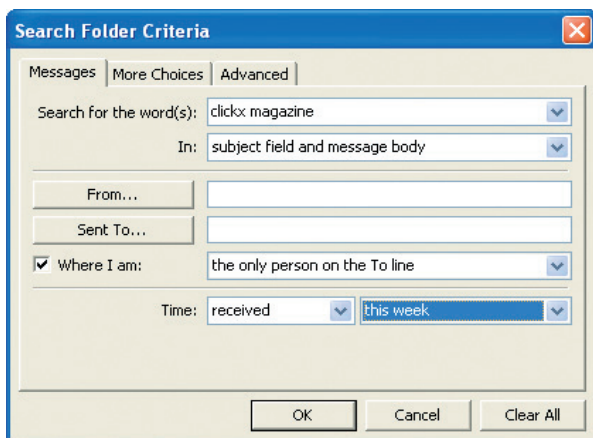 Search Folder Criteria
Messages More Choices Advanced
Search for the word(s): clickx magazine
In: subject field and message body
From...
Sent To...
Where I am: the only person on the To line
Time: received this week
OK Cancel Clear All